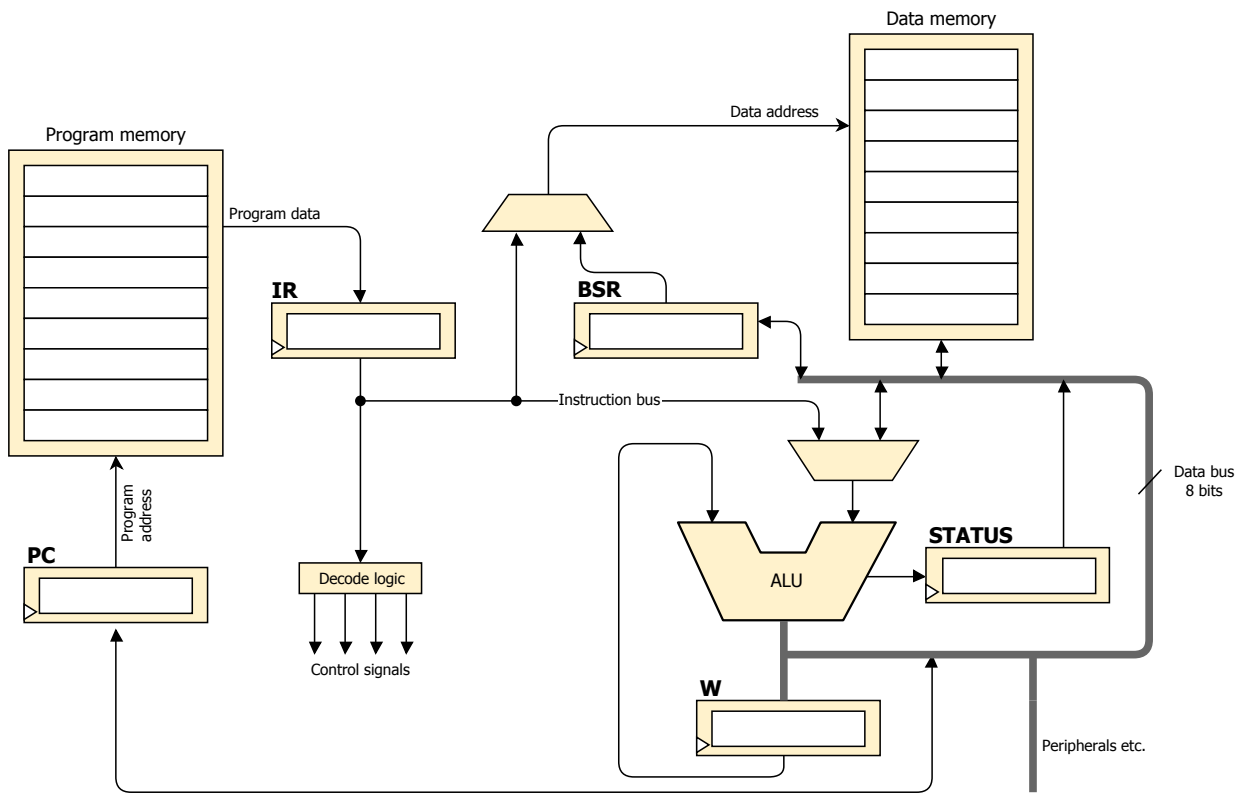 Data memory
Data address
Program memory
Program data
IR
BSR
Instruction bus
Data bus
8 bits
Program
address
PC
STATUS
ALU
Decode logic
Control signals
W
Peripherals etc.